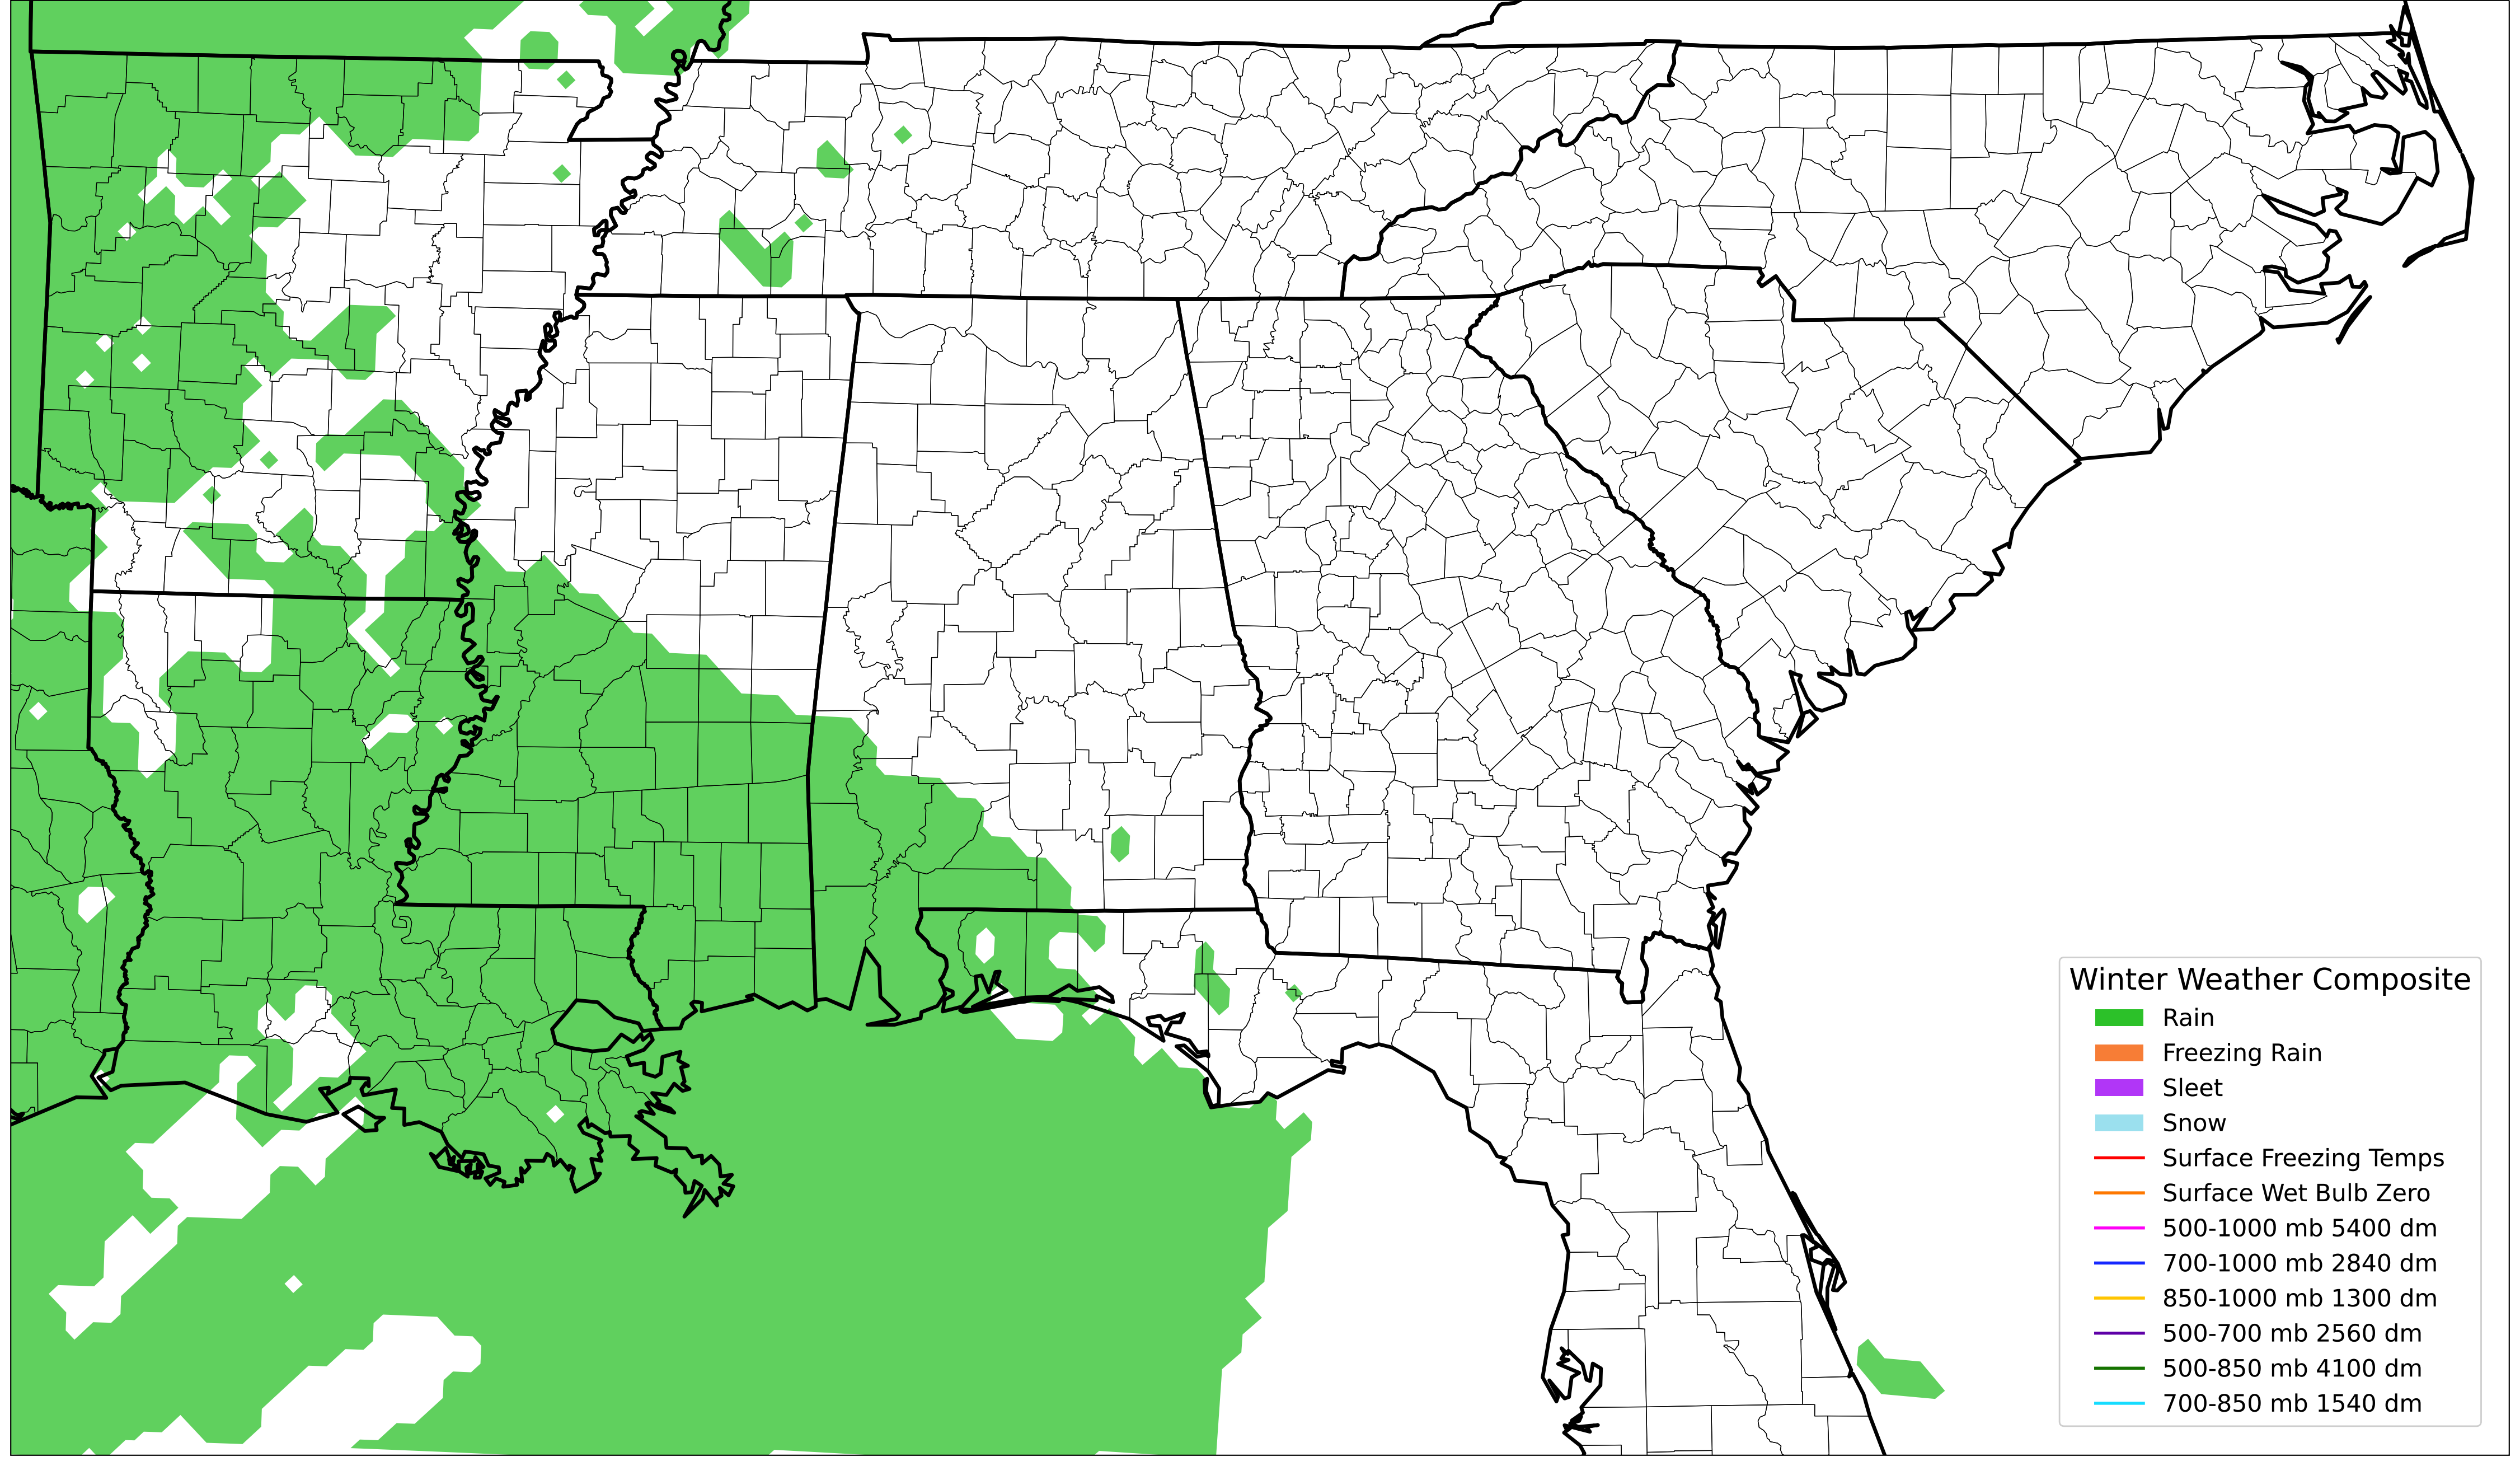 Winter Weather Composite
Rain
Freezing Rain
Sleet
Snow
Surface Freezing Temps
Surface Wet Bulb Zero
500-1000 mb 5400 dm
700-1000 mb 2840 dm
850-1000 mb 1300 dm
500-700 mb 2560 dm
500-850 mb 4100 dm
700-850 mb 1540 dm